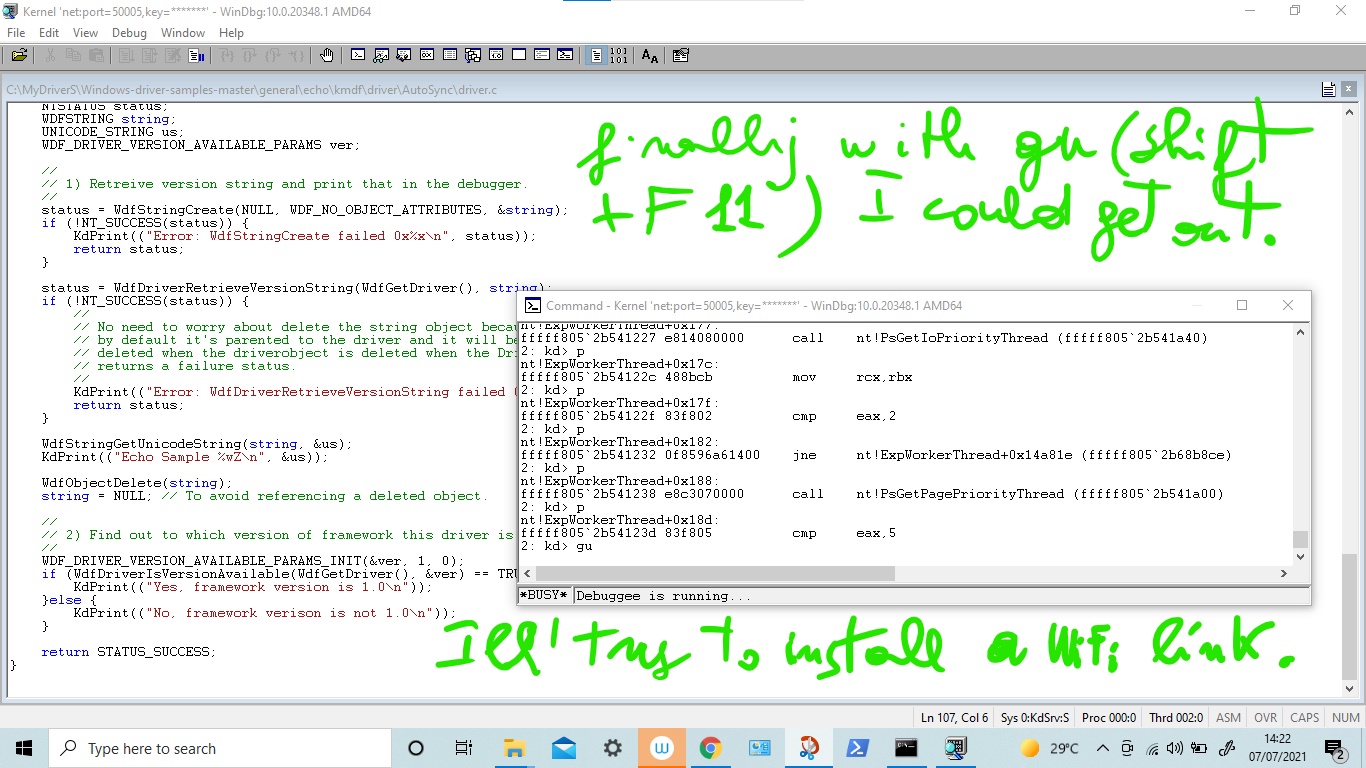 Kernel 'net:port=50005,key=*******' - WinDbg:10.0.20348.1 AMD64
File Edit View Debug Window Help
C:\MyDriverS\Windows-driver-samples-master\general\echo\kmdf\driver\AutoSync\driver.c
NTSTATUS status;
WDFSTRING string;
UNICODE_STRING us;
WDF_DRIVER_VERSION_AVAILABLE_PARAMS ver;
//
// 1) Retreive version string and print that in the debugger.
//
status = WdfStringCreate(NULL, WDF_NO_OBJECT_ATTRIBUTES, &string);
if (!NT_SUCCESS(status)) {
KdPrint(("Error: WdfStringCreate failed 0x%x\n", status));
return status;
}
status = WdfDriverRetrieveVersionString(WdfGetDriver(), string);
if (!NT_SUCCESS(status)) {
//
// No need to worry about delete the string object becau
// by default it's parented to the driver and it will be
// deleted when the driverobject is deleted when the Dri
// returns a failure status.
//
KdPrint(("Error: WdfDriverRetrieveVersionString failed
return status;
}
WdfStringGetUnicodeString(string, &us);
KdPrint(("Echo Sample %wZ\n", &us));
WdfObjectDelete(string);
string = NULL; // To avoid referencing a deleted object.
//
// 2) Find out to which version of framework this driver is
//
WDF_DRIVER_VERSION_AVAILABLE_PARAMS_INIT(&ver, 1, 0);
if (WdfDriverIsVersionAvailable(WdfGetDriver(), &ver) == TRU
KdPrint(("Yes, framework version is 1.0\n"));
}else {
KdPrint(("No, framework verison is not 1.0\n"));
}
return STATUS_SUCCESS;
}
finally with gu (shift
+ F11) I could get out.
Command - Kernel 'net:port=50005,key=*******' - WinDbg:10.0.20348.1 AMD64
nt!ExpWorkerThread+0x177:
fffff805`2b541227 e814080000 call nt!PsGetIoPriorityThread (fffff805`2b541a40)
2: kd> p
nt!ExpWorkerThread+0x17c:
fffff805`2b54122c 488bcb mov rcx,rbx
2: kd> p
nt!ExpWorkerThread+0x17f:
fffff805`2b54122f 83f802 cmp eax,2
2: kd> p
nt!ExpWorkerThread+0x182:
fffff805`2b541232 0f8596a61400 jne nt!ExpWorkerThread+0x14a81e (fffff805`2b68b8ce)
2: kd> p
nt!ExpWorkerThread+0x188:
fffff805`2b541238 e8c3070000 call nt!PsGetPagePriorityThread (fffff805`2b541a00)
2: kd> p
nt!ExpWorkerThread+0x18d:
fffff805`2b54123d 83f805 cmp eax,5
2: kd> gu
*BUSY* Debuggee is running...
Ill' try to install a WiFi link.
Ln 107, Col 6 Sys 0:KdSrv:S Proc 000:0 Thrd 002:0 ASM OVR CAPS NUM
Type here to search
29°C
14:22
07/07/2021
2